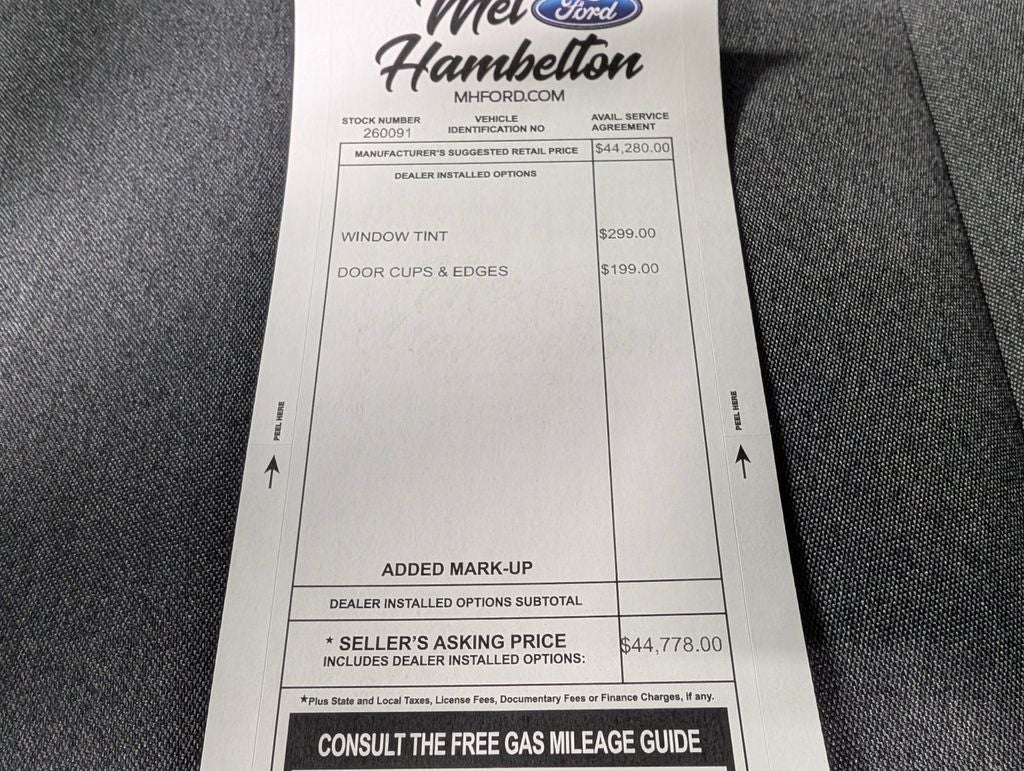 Mel Ford
Hambelton
MHFORD.COM
STOCK NUMBER VEHICLE IDENTIFICATION NO AVAIL. SERVICE AGREEMENT
260091
MANUFACTURER'S SUGGESTED RETAIL PRICE $44,280.00
DEALER INSTALLED OPTIONS
WINDOW TINT $299.00
DOOR CUPS & EDGES $199.00
PEEL HERE
PEEL HERE
ADDED MARK-UP
DEALER INSTALLED OPTIONS SUBTOTAL
* SELLER'S ASKING PRICE $44,778.00
INCLUDES DEALER INSTALLED OPTIONS:
*Plus State and Local Taxes, License Fees, Documentary Fees or Finance Charges, If any.
CONSULT THE FREE GAS MILEAGE GUIDE